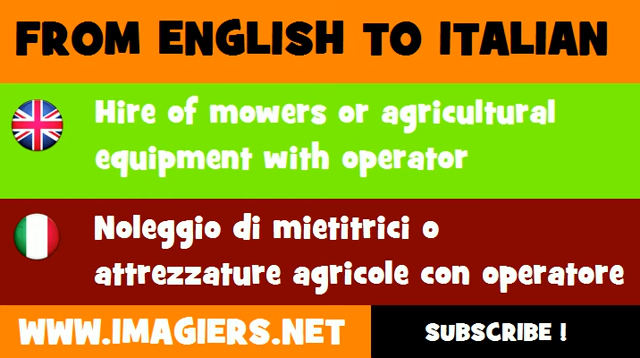 FROM ENGLISH TO ITALIAN
Hire of mowers or agricultural
equipment with operator
Noleggio di mietitrici o
attrezzature agricole con operatore
WWW.IMAGIERS.NET
SUBSCRIBE !